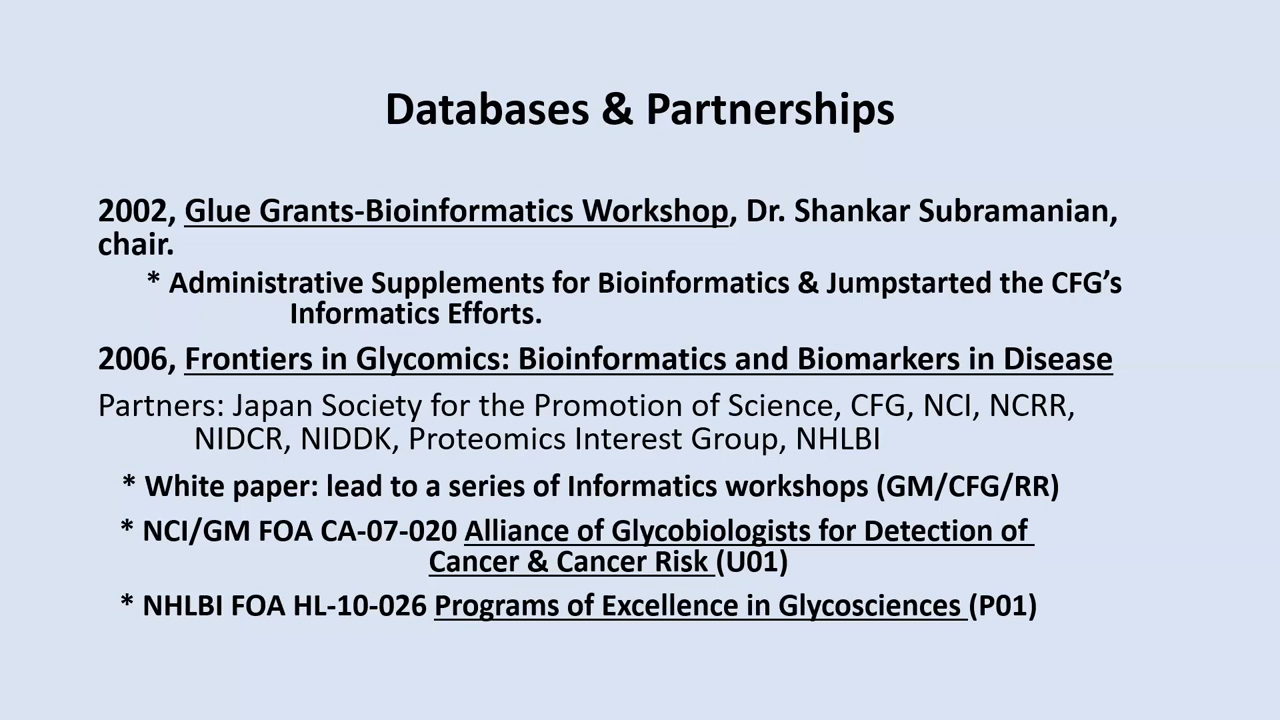 Databases & Partnerships
2002, Glue Grants-Bioinformatics Workshop, Dr. Shankar Subramanian,
chair.
* Administrative Supplements for Bioinformatics & Jumpstarted the CFG’s
Informatics Efforts.
2006, Frontiers in Glycomics: Bioinformatics and Biomarkers in Disease
Partners: Japan Society for the Promotion of Science, CFG, NCI, NCRR,
NIDCR, NIDDK, Proteomics Interest Group, NHLBI
* White paper: lead to a series of Informatics workshops (GM/CFG/RR)
* NCI/GM FOA CA-07-020 Alliance of Glycobiologists for Detection of
Cancer & Cancer Risk (U01)
* NHLBI FOA HL-10-026 Programs of Excellence in Glycosciences (P01)